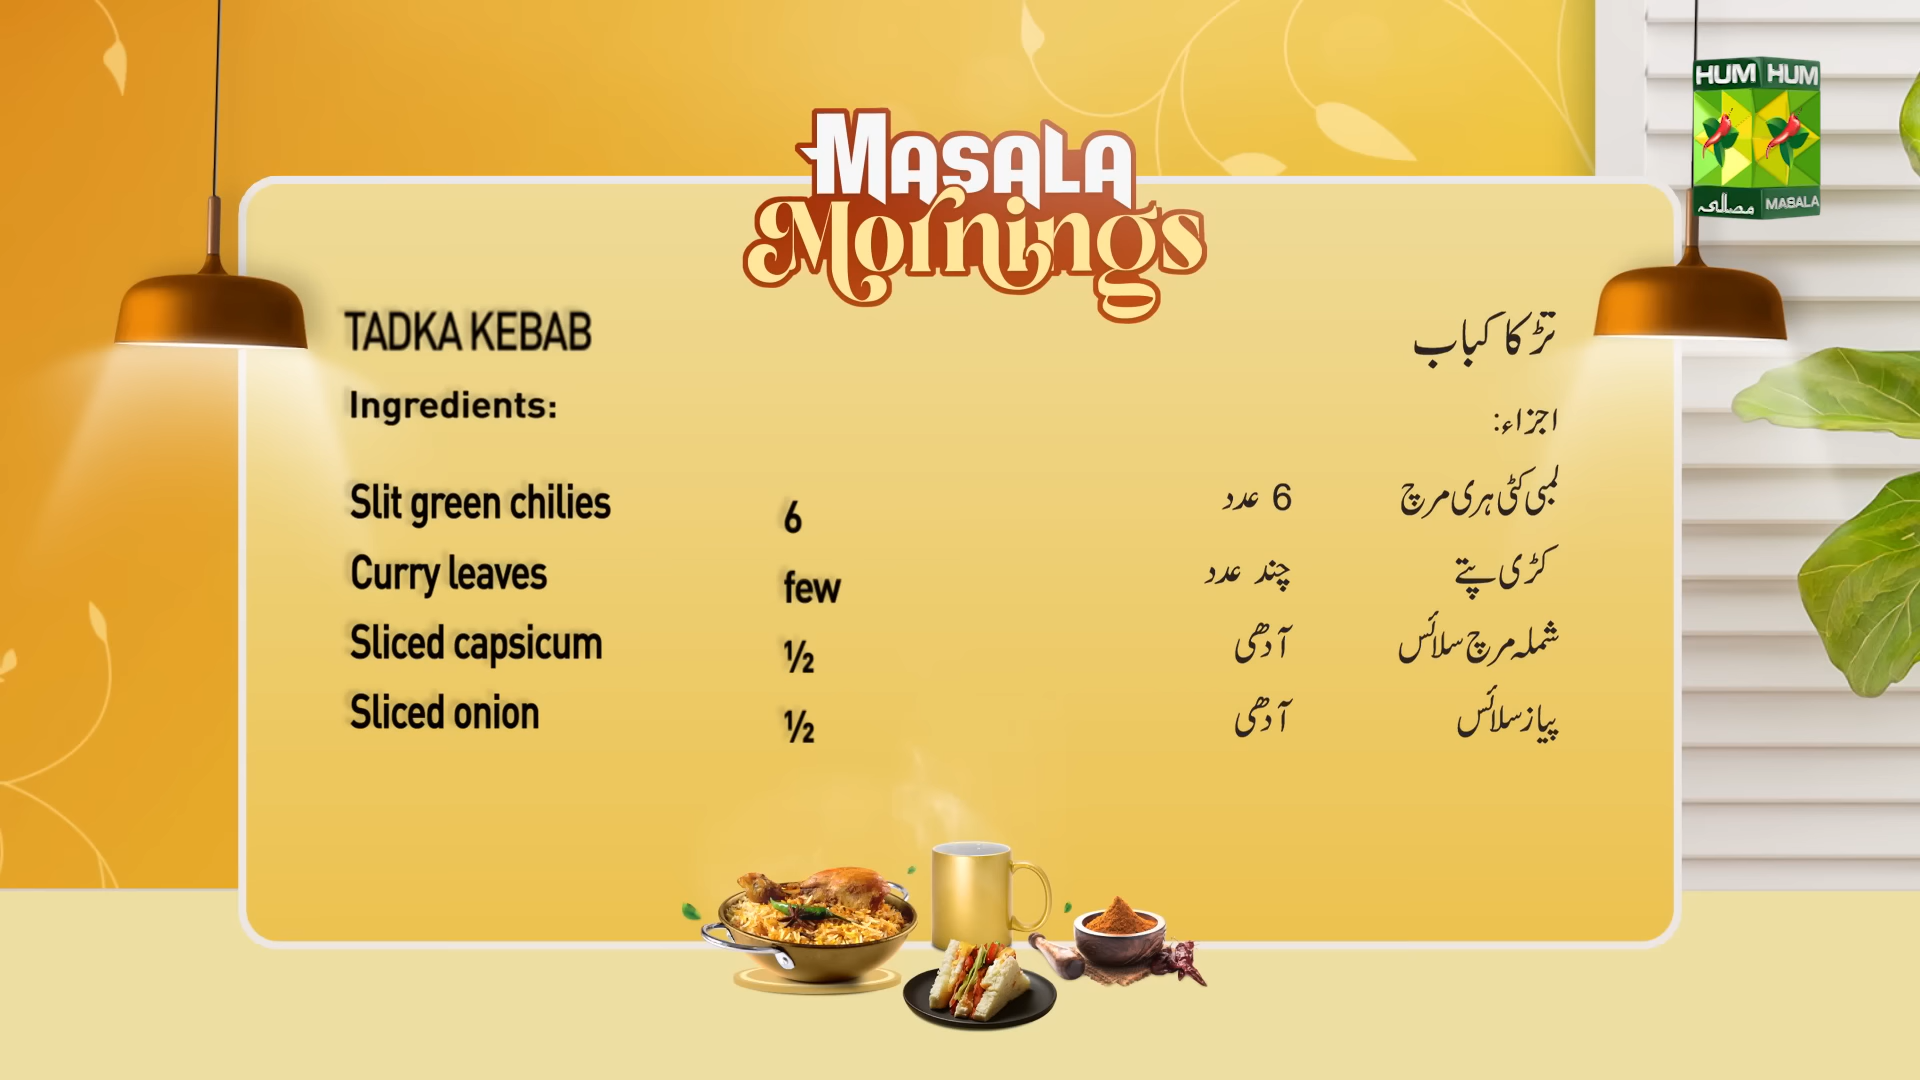 HUM HUM
مصالحہ MASALA
MASALA
Mornings
TADKA KEBAB تڑکا کباب
Ingredients: اجزاء:
Slit green chilies 6 6 عدد لمبی کٹی ہری مرچ
Curry leaves few چند عدد کڑی پتے
Sliced capsicum ½ آدھی شملہ مرچ سلائس
Sliced onion ½ آدھی پیاز سلائس